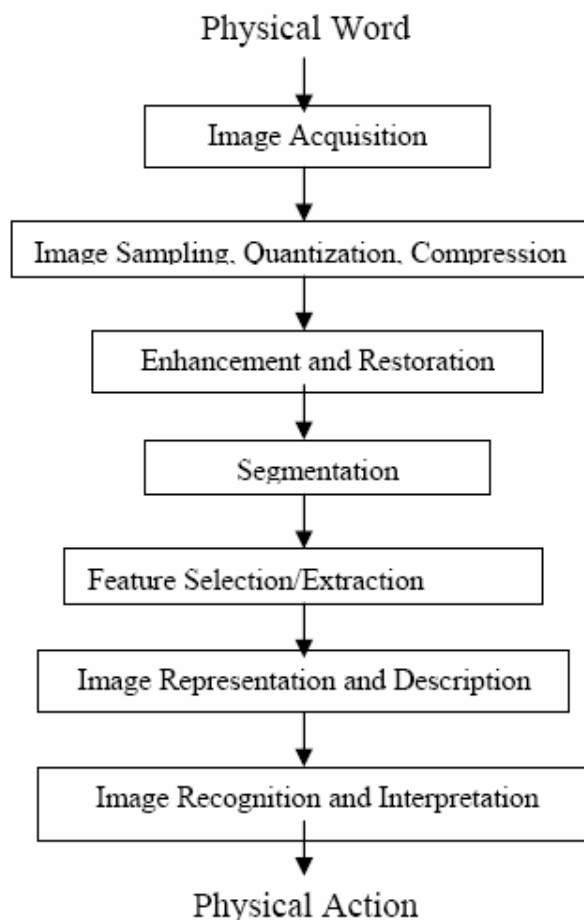 Physical Word
Image Acquisition
Image Sampling, Quantization, Compression
Enhancement and Restoration
Segmentation
Feature Selection/Extraction
Image Representation and Description
Image Recognition and Interpretation
Physical Action